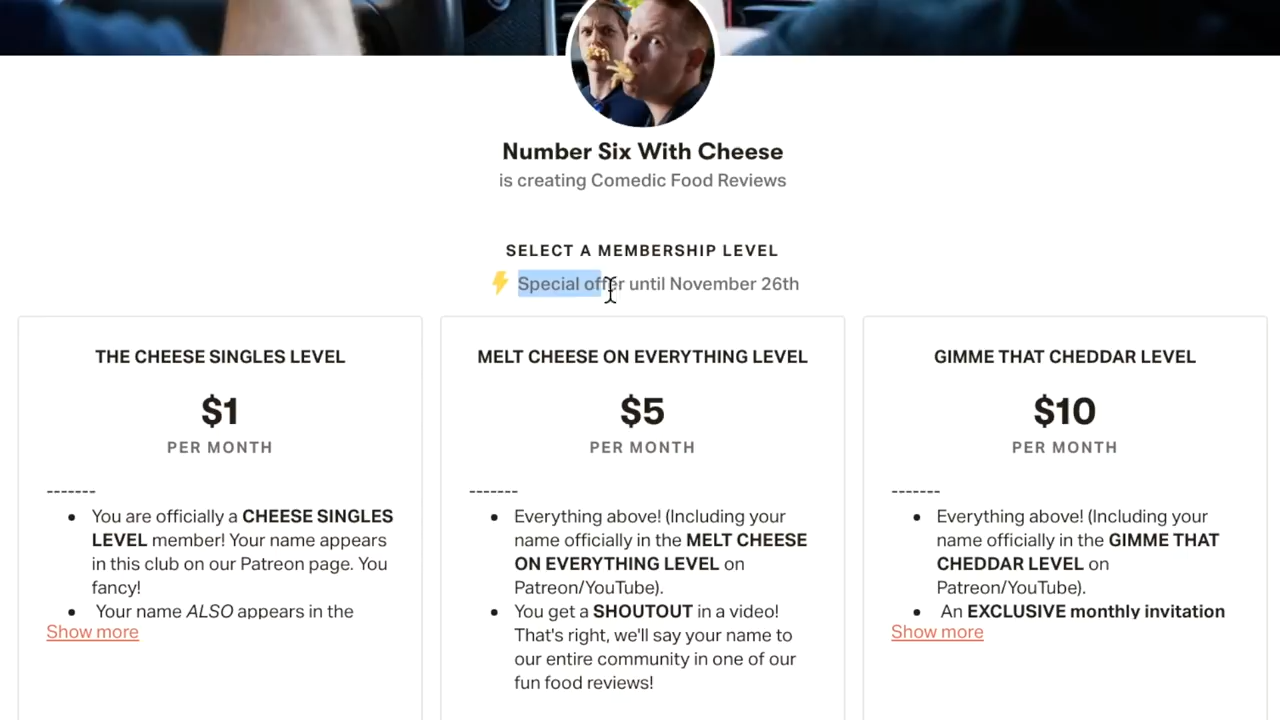 Number Six With Cheese
is creating Comedic Food Reviews
SELECT A MEMBERSHIP LEVEL
⚡ Special offer until November 26th
THE CHEESE SINGLES LEVEL
$1
PER MONTH
-------
• You are officially a CHEESE SINGLES
LEVEL member! Your name appears
in this club on our Patreon page. You
fancy!
• Your name ALSO appears in the
Show more
MELT CHEESE ON EVERYTHING LEVEL
$5
PER MONTH
-------
• Everything above! (Including your
name officially in the MELT CHEESE
ON EVERYTHING LEVEL on
Patreon/YouTube).
• You get a SHOUTOUT in a video!
That's right, we'll say your name to
our entire community in one of our
fun food reviews!
GIMME THAT CHEDDAR LEVEL
$10
PER MONTH
-------
• Everything above! (Including your
name officially in the GIMME THAT
CHEDDAR LEVEL on
Patreon/YouTube).
• An EXCLUSIVE monthly invitation
Show more